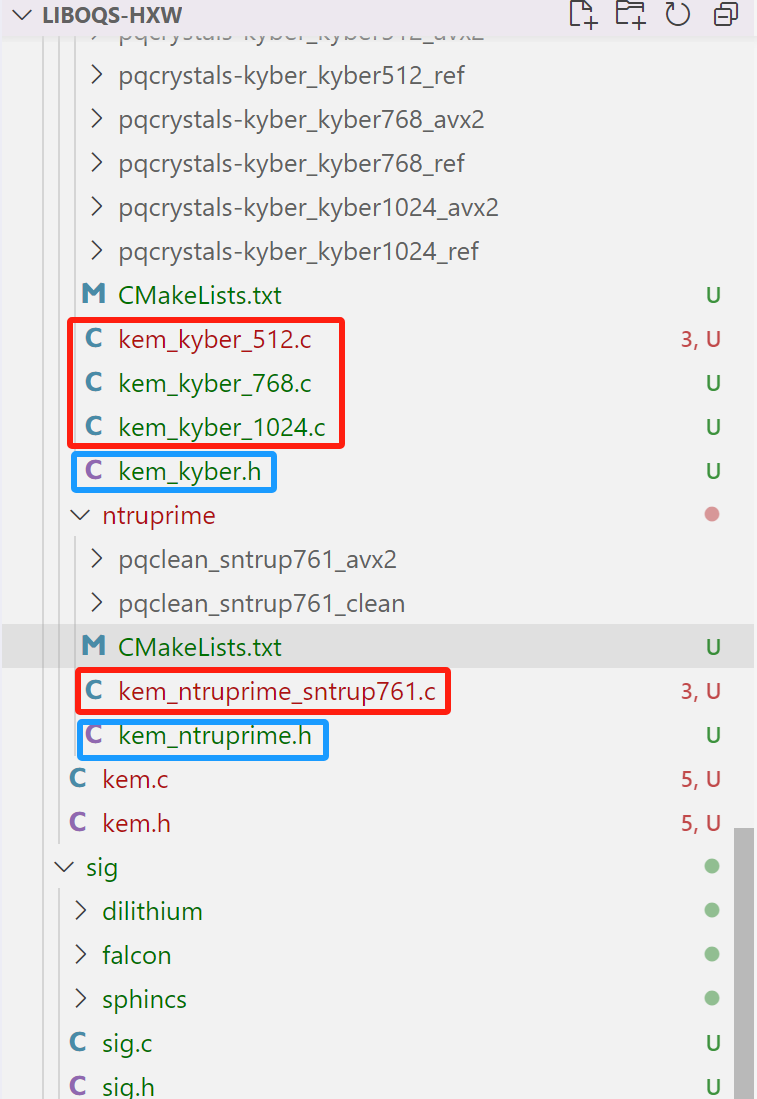 LIBOQS-HXW
pqcrystals-kyber_kyber512_avx2
pqcrystals-kyber_kyber512_ref
pqcrystals-kyber_kyber768_avx2
pqcrystals-kyber_kyber768_ref
pqcrystals-kyber_kyber1024_avx2
pqcrystals-kyber_kyber1024_ref
M CMakeLists.txt U
C kem_kyber_512.c 3, U
C kem_kyber_768.c U
C kem_kyber_1024.c U
C kem_kyber.h U
ntruprime
pqclean_sntrup761_avx2
pqclean_sntrup761_clean
M CMakeLists.txt U
C kem_ntruprime_sntrup761.c 3, U
C kem_ntruprime.h U
C kem.c 5, U
C kem.h 5, U
sig
dilithium
falcon
sphincs
C sig.c U
C sig.h U